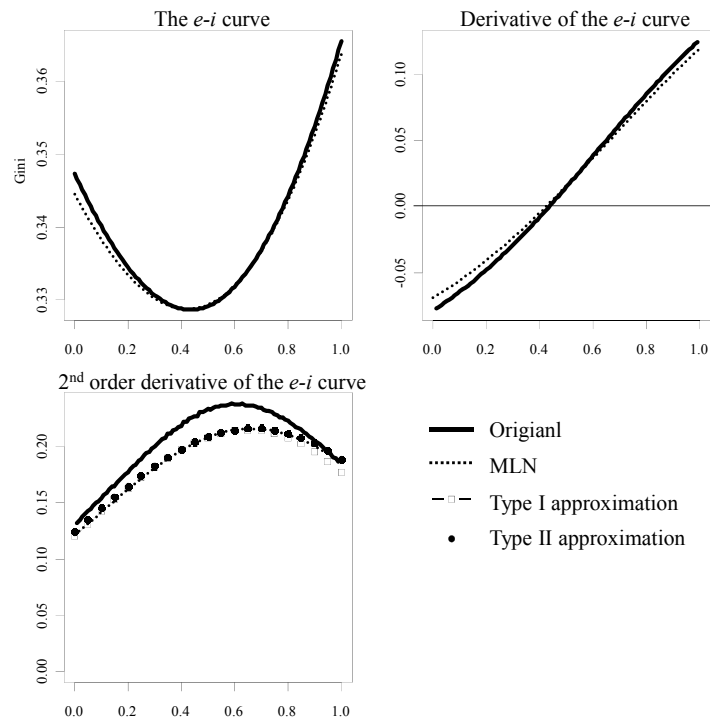 The e-i curve
Derivative of the e-i curve
Gini
0.36
0.35
0.34
0.33
0.0 0.2 0.4 0.6 0.8 1.0
0.10
0.05
0.00
-0.05
0.0 0.2 0.4 0.6 0.8 1.0
2nd order derivative of the e-i curve
0.20
0.15
0.10
0.05
0.00
0.0 0.2 0.4 0.6 0.8 1.0
Origianl
MLN
Type I approximation
Type II approximation